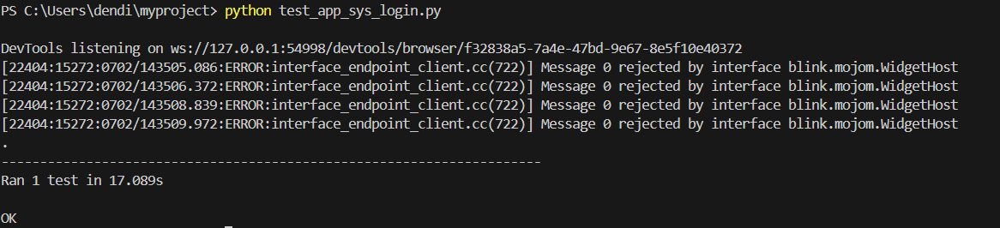 PS C:\Users\dendi\myproject> python test_app_sys_login.py
DevTools listening on ws://127.0.0.1:54998/devtools/browser/f32838a5-7a4e-47bd-9e67-8e5f10e40372
[22404:15272:0702/143505.086:ERROR:interface_endpoint_client.cc(722)] Message 0 rejected by interface blink.mojom.WidgetHost
[22404:15272:0702/143506.372:ERROR:interface_endpoint_client.cc(722)] Message 0 rejected by interface blink.mojom.WidgetHost
[22404:15272:0702/143508.839:ERROR:interface_endpoint_client.cc(722)] Message 0 rejected by interface blink.mojom.WidgetHost
[22404:15272:0702/143509.972:ERROR:interface_endpoint_client.cc(722)] Message 0 rejected by interface blink.mojom.WidgetHost
.
----------------------------------------------------------------------
Ran 1 test in 17.089s
OK